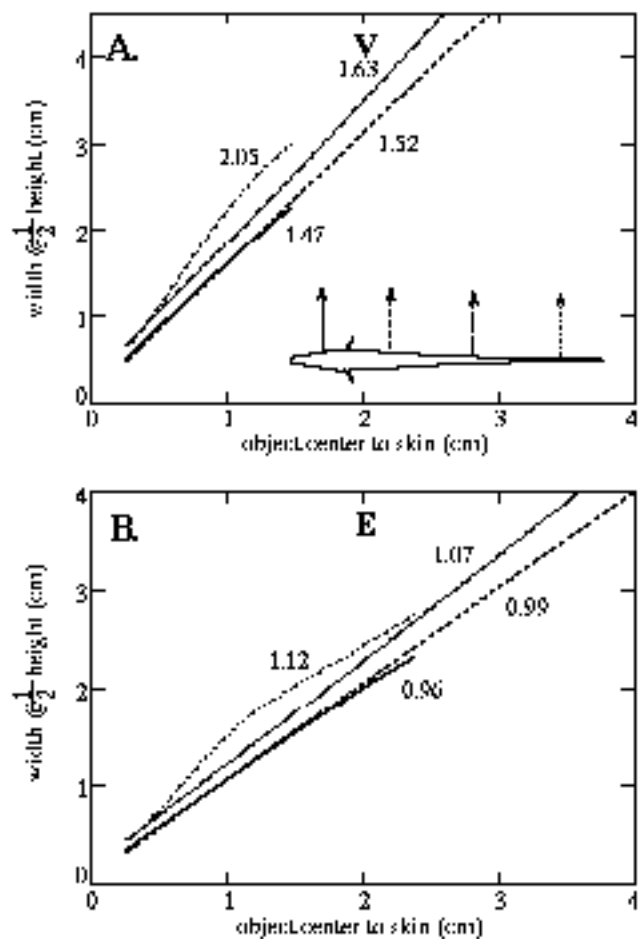 A.
V
4
3
2
1
0
1.63
2.05
1.52
1.47
width @ 1/2 height (cm)
0 1 2 3 4
object center to skin (cm)
B.
E
4
3
2
1
0
1.07
0.99
1.12
0.96
width @ 1/2 height (cm)
0 1 2 3 4
object center to skin (cm)